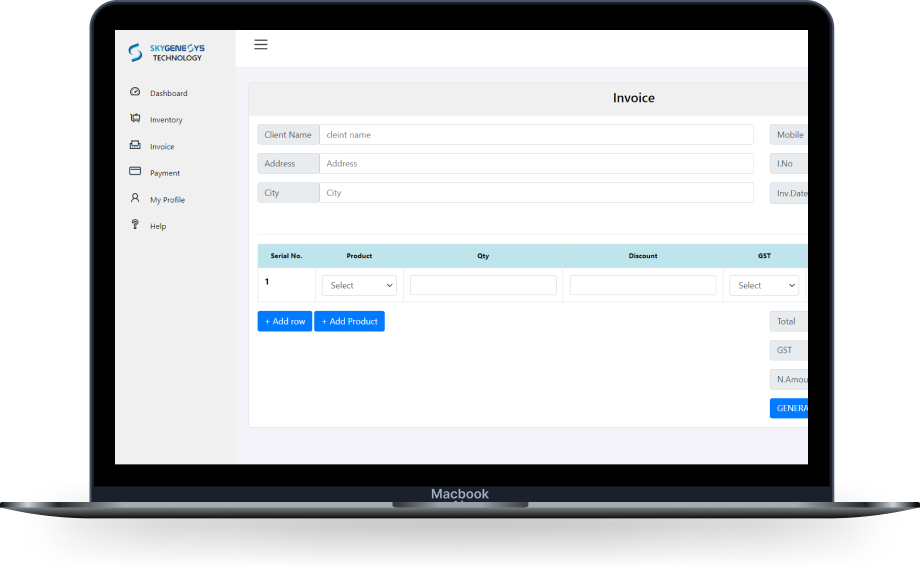 SKYGENESYS
TECHNOLOGY
Dashboard
Inventory
Invoice
Payment
My Profile
Help
Invoice
Client Name cleint name Mobile
Address Address I.No
City City Inv.Date
Serial No. Product Qty Discount GST
1 Select Select
+ Add row + Add Product Total
GST
N.Amou
GENERA
Macbook